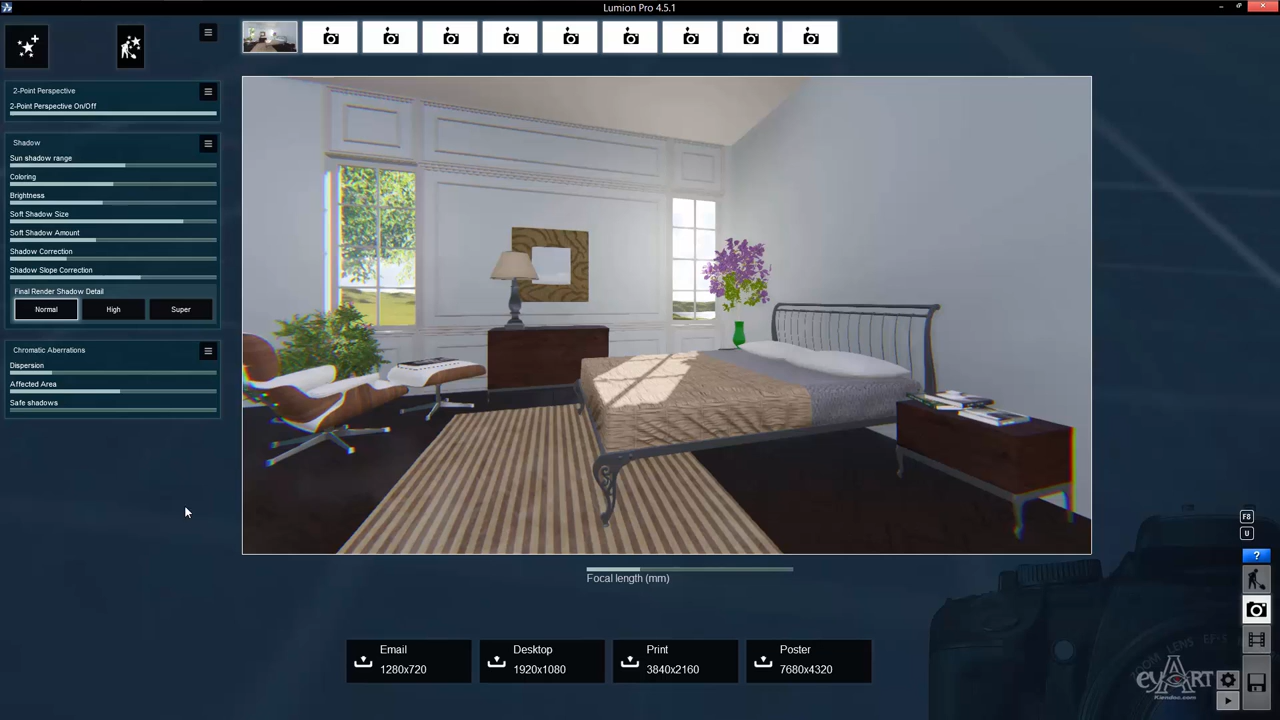 Lumion Pro 4.5.1
2-Point Perspective
2-Point Perspective On/Off
Shadow
Sun shadow range
Coloring
Brightness
Soft Shadow Size
Soft Shadow Amount
Shadow Correction
Shadow Slope Correction
Final Render Shadow Detail
Normal High Super
Chromatic Aberrations
Dispersion
Affected Area
Safe shadows
Focal length (mm)
Email
1280x720
Desktop
1920x1080
Print
3840x2160
Poster
7680x4320
F8
U
?